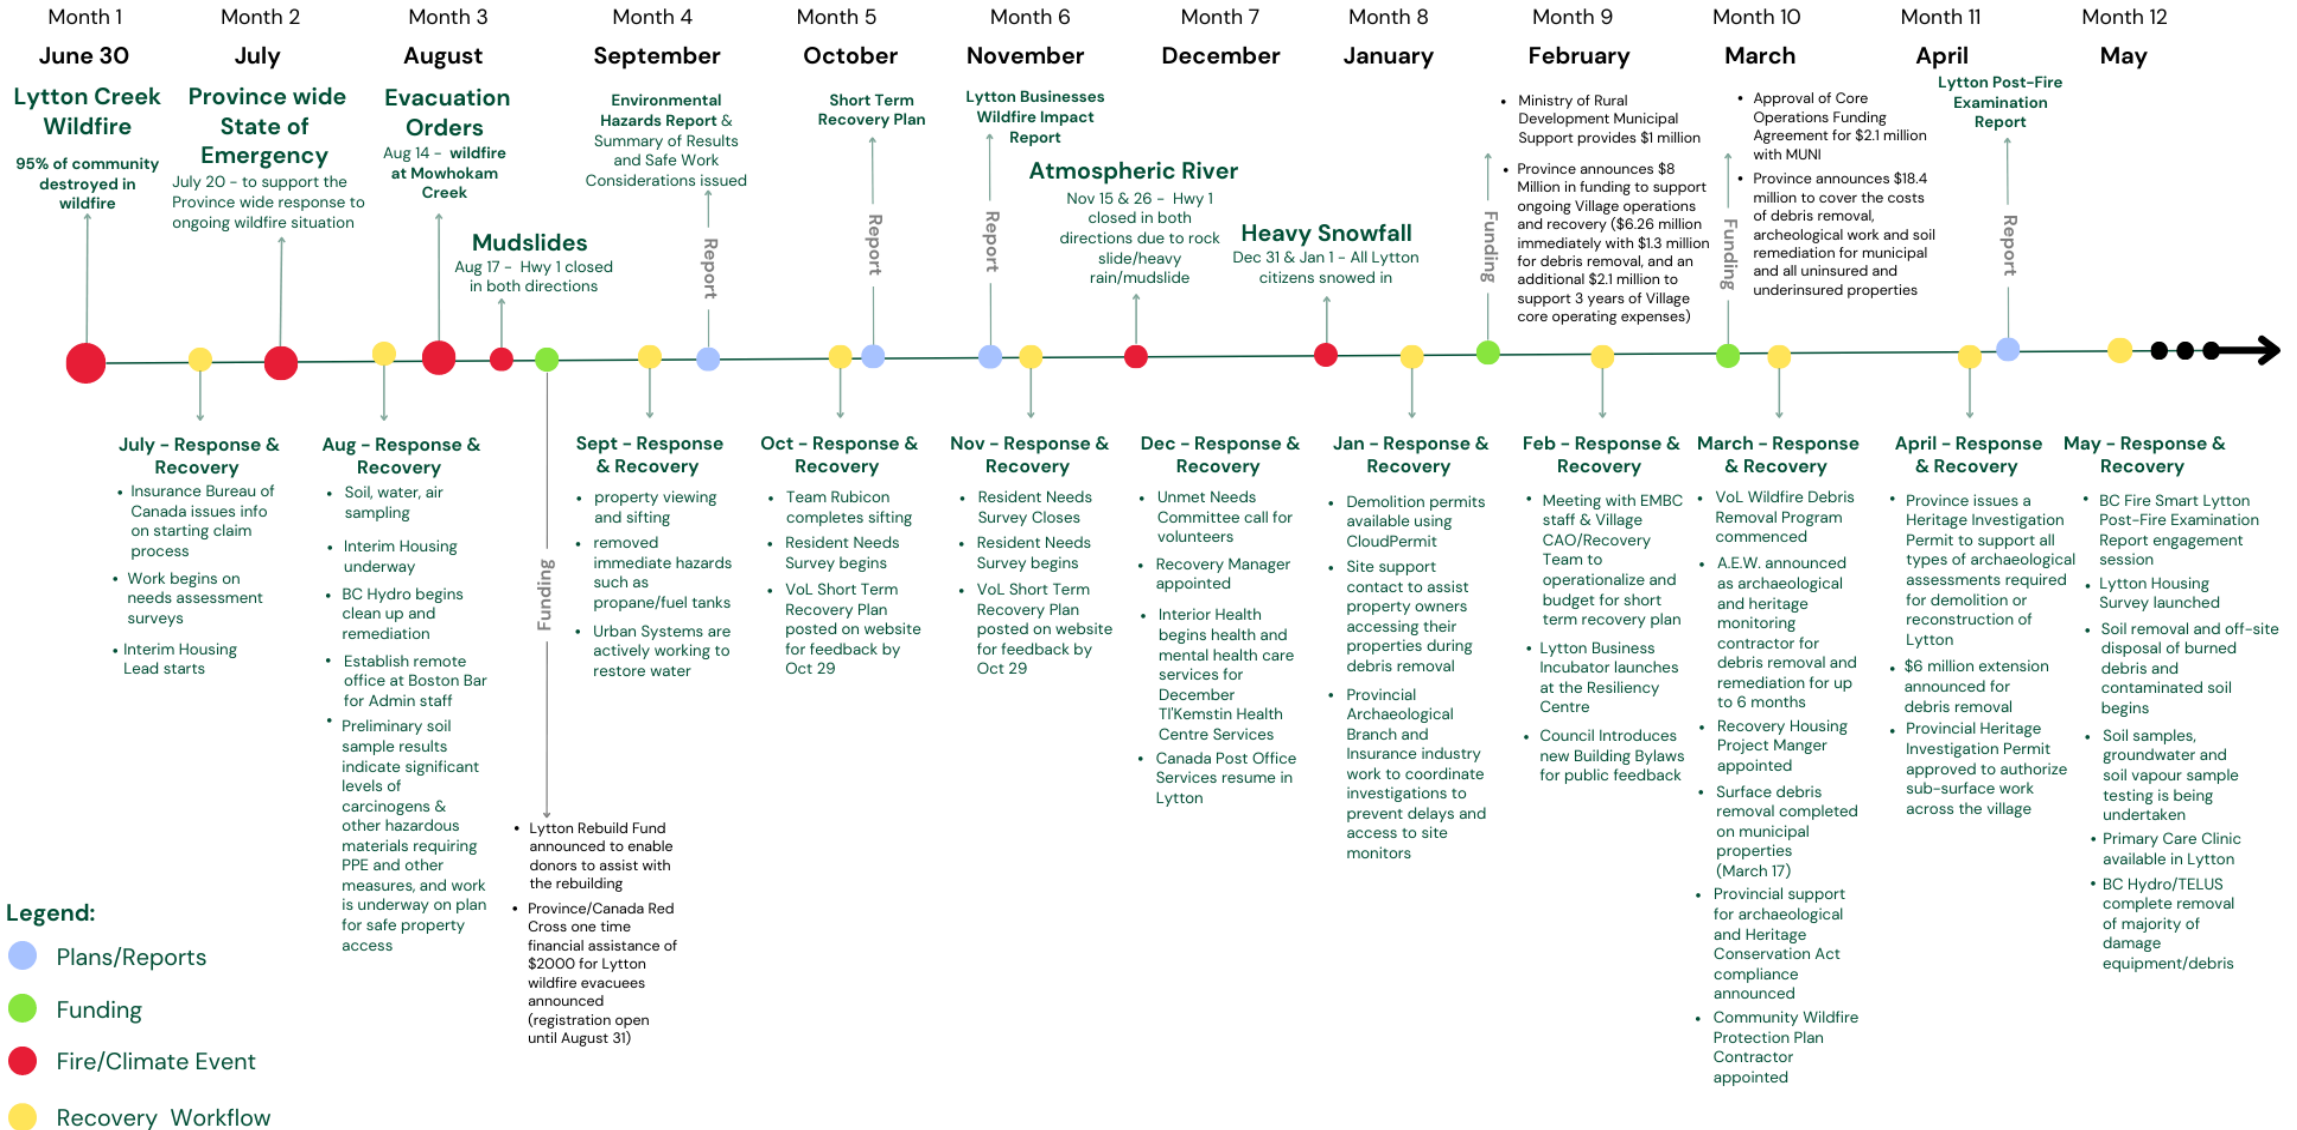 Month 1
Month 2
Month 3
Month 4
Month 5
Month 6
Month 7
Month 8
Month 9
Month 10
Month 11
Month 12
June 30
July
August
September
October
November
December
January
February
March
April
May
Lytton Creek
Wildfire
95% of community
destroyed in
wildfire
Province wide
State of
Emergency
July 20 - to support the
Province wide response to
ongoing wildfire situation
Evacuation
Orders
Aug 14 - wildfire
at Mowhokam
Creek
Mudslides
Aug 17 - Hwy 1 closed
in both directions
Environmental
Hazards Report &
Summary of Results
and Safe Work
Considerations issued
Report
Short Term
Recovery Plan
Report
Lytton Businesses
Wildfire Impact
Report
Report
Atmospheric River
Nov 15 & 26 - Hwy 1
closed in both
directions due to rock
slide/heavy
rain/mudslide
Heavy Snowfall
Dec 31 & Jan 1 - All Lytton
citizens snowed in
Funding
• Ministry of Rural
Development Municipal
Support provides $1 million
• Province announces $8
Million in funding to support
ongoing Village operations
and recovery ($6.26 million
immediately with $1.3 million
for debris removal, and an
additional $2.1 million to
support 3 years of Village
core operating expenses)
Funding
• Approval of Core
Operations Funding
Agreement for $2.1 million
with MUNI
• Province announces $18.4
million to cover the costs
of debris removal,
archeological work and soil
remediation for municipal
and all uninsured and
underinsured properties
Lytton Post-Fire
Examination
Report
Report
July - Response &
Recovery
• Insurance Bureau of
Canada issues info
on starting claim
process
• Work begins on
needs assessment
surveys
• Interim Housing
Lead starts
Aug - Response &
Recovery
• Soil, water, air
sampling
• Interim Housing
underway
• BC Hydro begins
clean up and
remediation
• Establish remote
office at Boston Bar
for Admin staff
• Preliminary soil
sample results
indicate significant
levels of
carcinogens &
other hazardous
materials requiring
PPE and other
measures, and work
is underway on plan
for safe property
access
Funding
• Lytton Rebuild Fund
announced to enable
donors to assist with
the rebuilding
• Province/Canada Red
Cross one time
financial assistance of
$2000 for Lytton
wildfire evacuees
announced
(registration open
until August 31)
Sept - Response
& Recovery
• property viewing
and sifting
• removed
immediate hazards
such as
propane/fuel tanks
• Urban Systems are
actively working to
restore water
Oct - Response &
Recovery
• Team Rubicon
completes sifting
• Resident Needs
Survey begins
• VoL Short Term
Recovery Plan
posted on website
for feedback by
Oct 29
Nov - Response &
Recovery
• Resident Needs
Survey Closes
• Resident Needs
Survey begins
• VoL Short Term
Recovery Plan
posted on website
for feedback by
Oct 29
Dec - Response &
Recovery
• Unmet Needs
Committee call for
volunteers
• Recovery Manager
appointed
• Interior Health
begins health and
mental health care
services for
December
Tl'Kemstin Health
Centre Services
• Canada Post Office
Services resume in
Lytton
Jan - Response &
Recovery
• Demolition permits
available using
CloudPermit
• Site support
contact to assist
property owners
accessing their
properties during
debris removal
• Provincial
Archaeological
Branch and
Insurance industry
work to coordinate
investigations to
prevent delays and
access to site
monitors
Feb - Response &
Recovery
• Meeting with EMBC
staff & Village
CAO/Recovery
Team to
operationalize and
budget for short
term recovery plan
• Lytton Business
Incubator launches
at the Resiliency
Centre
• Council Introduces
new Building Bylaws
for public feedback
March - Response
& Recovery
• VoL Wildfire Debris
Removal Program
commenced
• A.E.W. announced
as archaeological
and heritage
monitoring
contractor for
debris removal and
remediation for up
to 6 months
• Recovery Housing
Project Manger
appointed
• Surface debris
removal completed
on municipal
properties
(March 17)
• Provincial support
for archaeological
and Heritage
Conservation Act
compliance
announced
• Community Wildfire
Protection Plan
Contractor
appointed
April - Response
& Recovery
• Province issues a
Heritage Investigation
Permit to support all
types of archaeological
assessments required
for demolition or
reconstruction of
Lytton
• $6 million extension
announced for
debris removal
• Provincial Heritage
Investigation Permit
approved to authorize
sub-surface work
across the village
May - Response &
Recovery
• BC Fire Smart Lytton
Post-Fire Examination
Report engagement
session
• Lytton Housing
Survey launched
• Soil removal and off-site
disposal of burned
debris and
contaminated soil
begins
• Soil samples,
groundwater and
soil vapour sample
testing is being
undertaken
• Primary Care Clinic
available in Lytton
• BC Hydro/TELUS
complete removal
of majority of
damage
equipment/debris
Legend:
Plans/Reports
Funding
Fire/Climate Event
Recovery Workflow